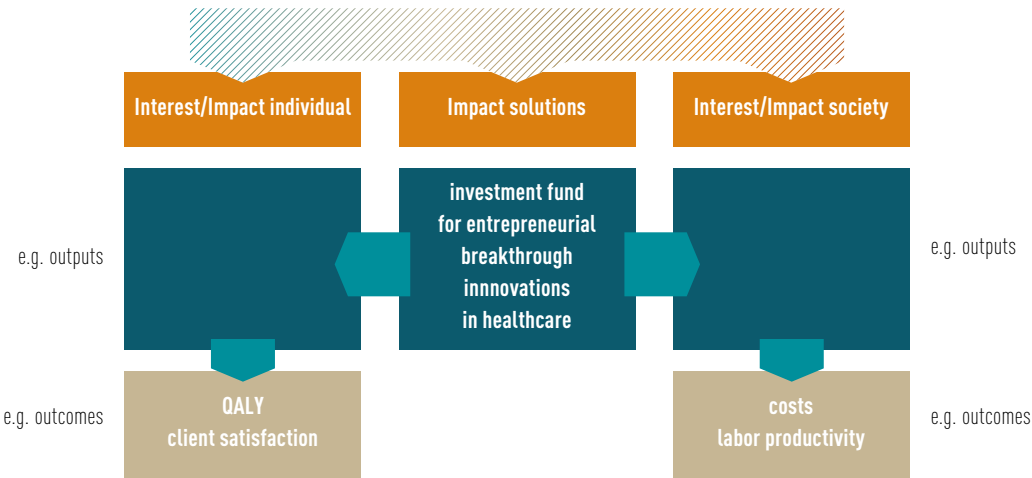 Interest/Impact individual
Impact solutions
Interest/Impact society
investment fund
for entrepreneurial
breakthrough
innnovations
in healthcare
e.g. outputs
e.g. outputs
e.g. outcomes
QALY
client satisfaction
costs
labor productivity
e.g. outcomes